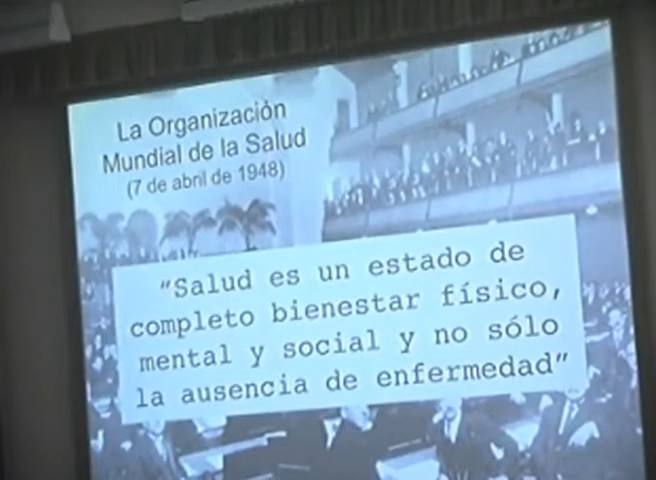 La Organización
Mundial de la Salud
(7 de abril de 1948)
"Salud es un estado de
completo bienestar físico,
mental y social y no sólo
la ausencia de enfermedad"